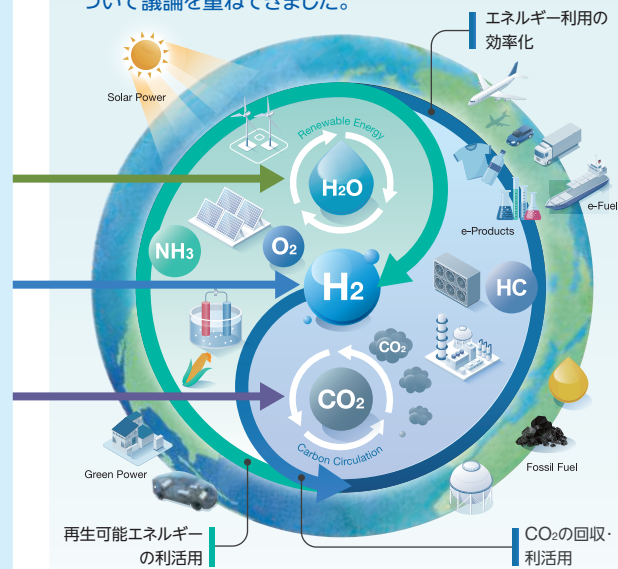 ついて議論を重ねてきました。
エネルギー利用の
効率化
Solar Power
Renewable Energy
H2O
e-Fuel
e-Products
NH3
O2
H2
HC
CO2
CO2
Carbon Circulation
Green Power
Fossil Fuel
再生可能エネルギー
の利活用
CO2の回収・
利活用